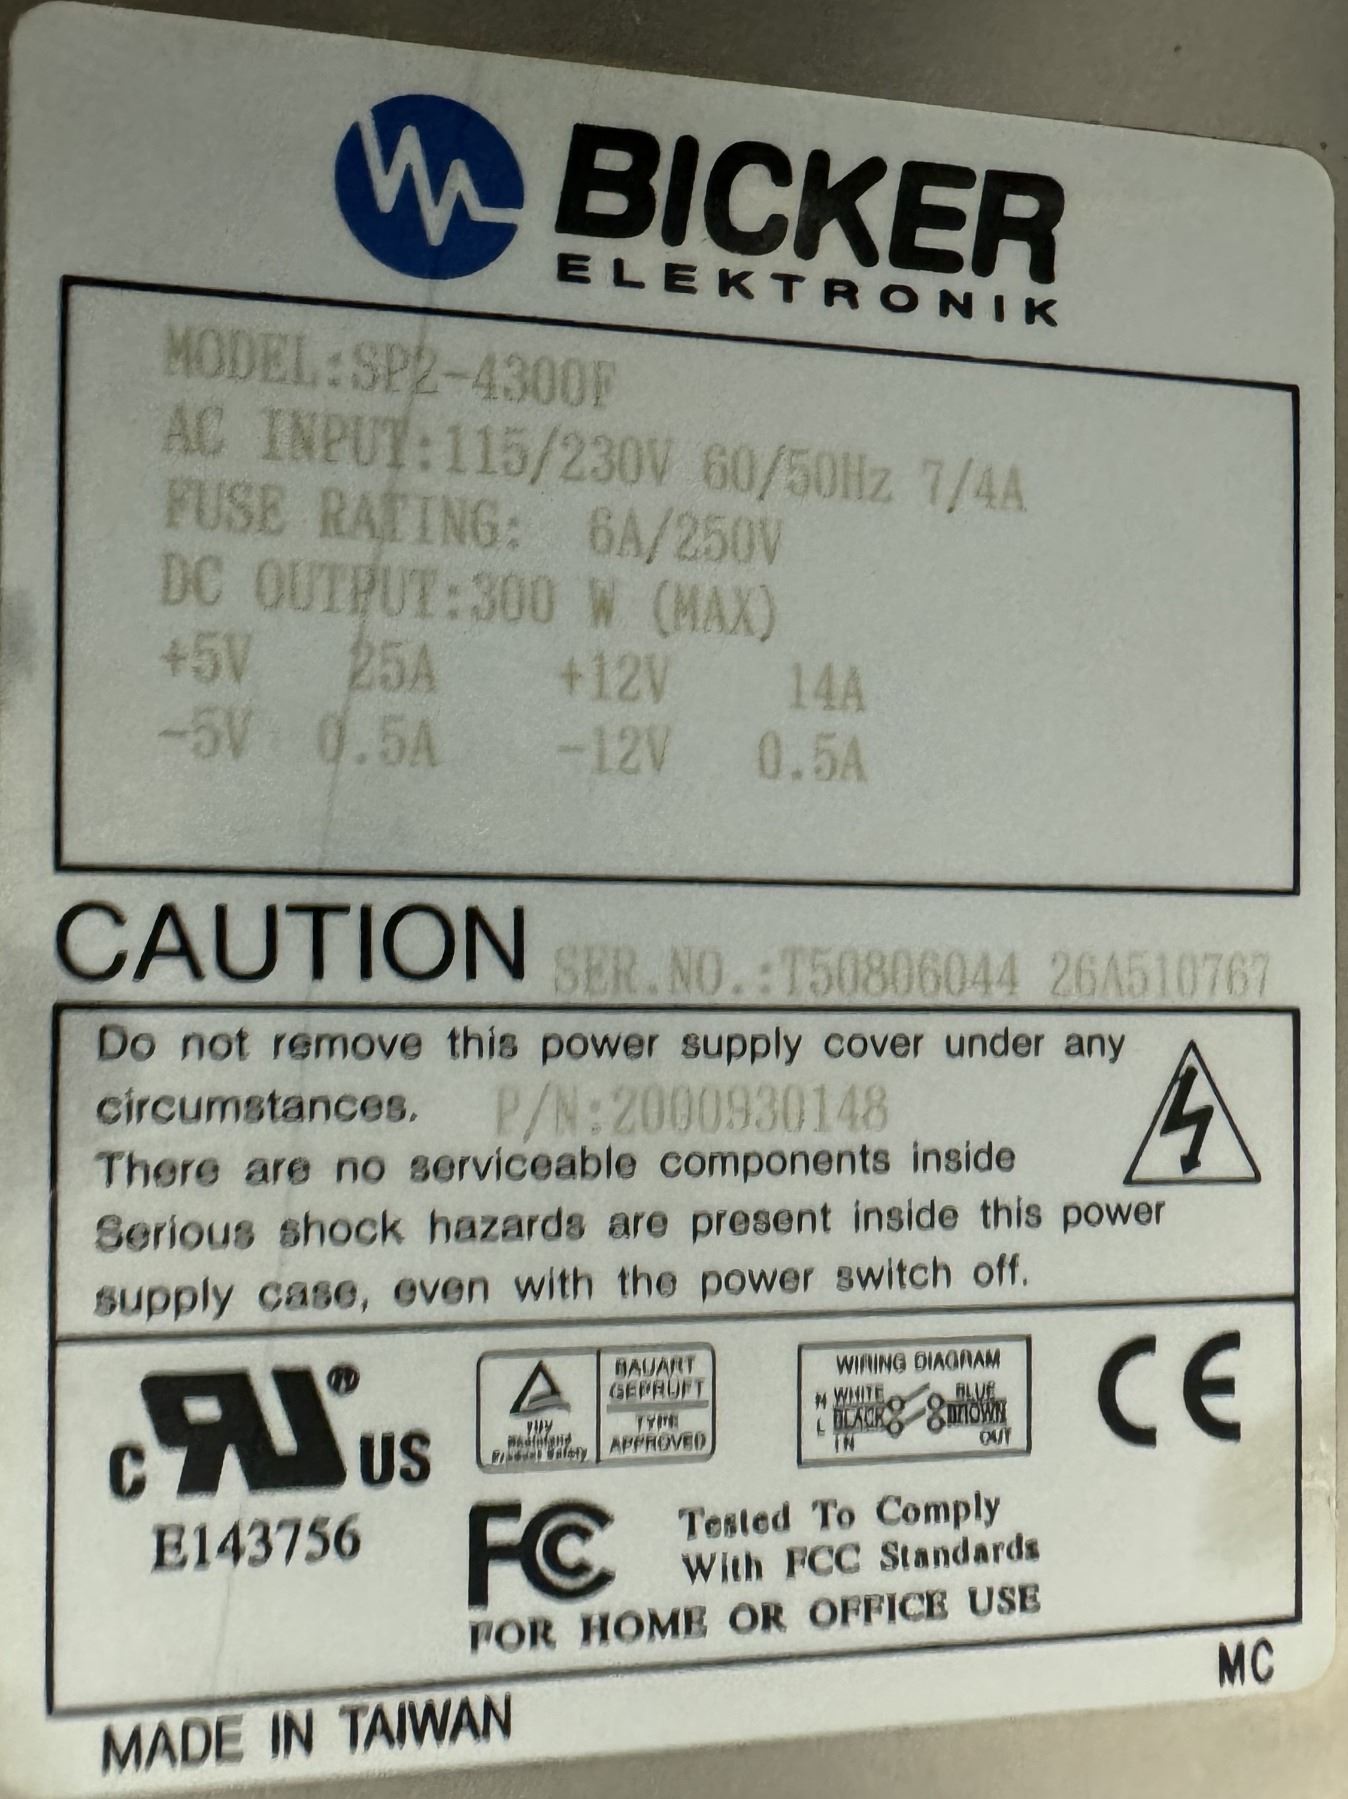 BICKER
ELEKTRONIK
MODEL:SP2-4300F
AC INPUT:115/230V 60/50Hz 7/4A
FUSE RATING: 6A/250V
DC OUTPUT:300 W (MAX)
+5V 25A +12V 14A
-5V 0.5A -12V 0.5A
CAUTION SER.NO.:T50806044 26A510767
Do not remove this power supply cover under any
circumstances. P/N:2000930148
There are no serviceable components inside
Serious shock hazards are present inside this power
supply case, even with the power switch off.
c RU ® US
E143756
TÜV
Rheinland
Product Safety
BAUART
GEPRÜFT
TYPE
APPROVED
WIRING DIAGRAM
N WHITE BLUE
L BLACK BROWN
IN OUT
CE
FC Tested To Comply
With FCC Standards
FOR HOME OR OFFICE USE
MC
MADE IN TAIWAN